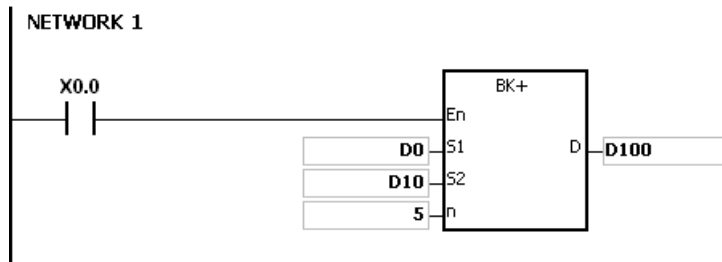 NETWORK 1
X0.0
BK+
En
D0 S1 D D100
D10 S2
5 n